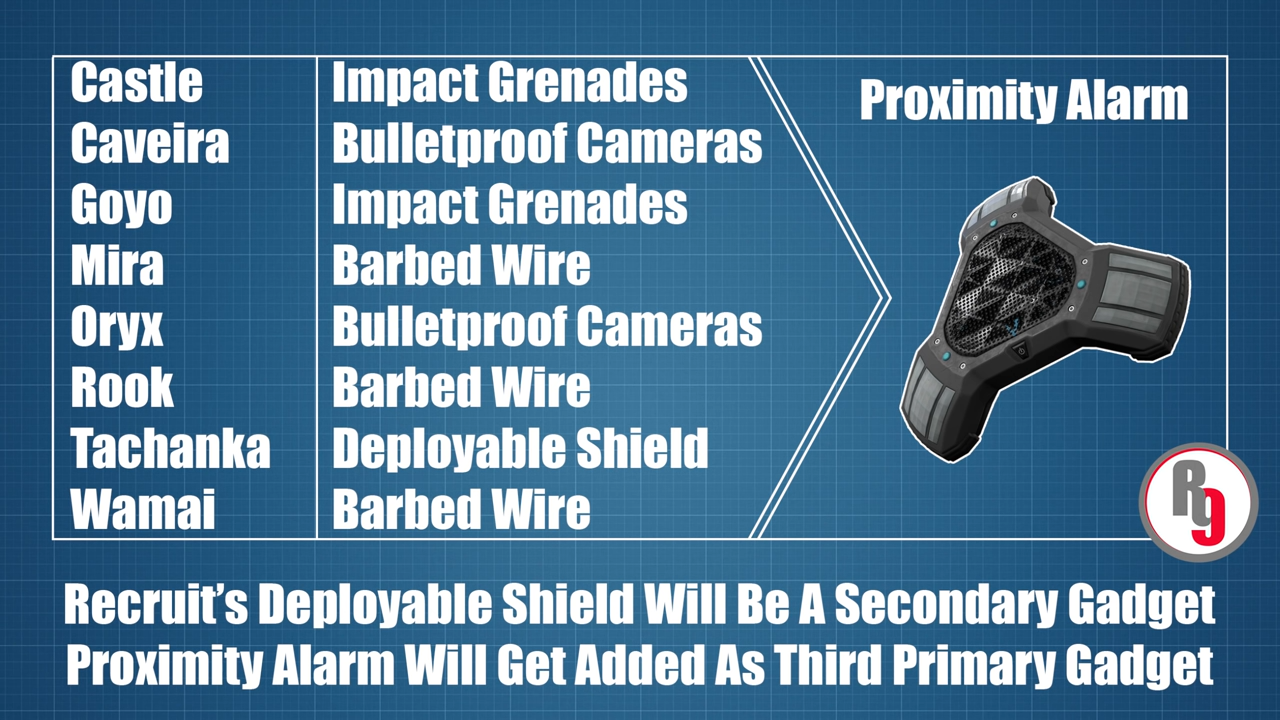 Castle Impact Grenades
Proximity Alarm
Caveira Bulletproof Cameras
Goyo Impact Grenades
Mira Barbed Wire
Oryx Bulletproof Cameras
Rook Barbed Wire
Tachanka Deployable Shield
Wamai Barbed Wire
R9
Recruit's Deployable Shield Will Be A Secondary Gadget
Proximity Alarm Will Get Added As Third Primary Gadget